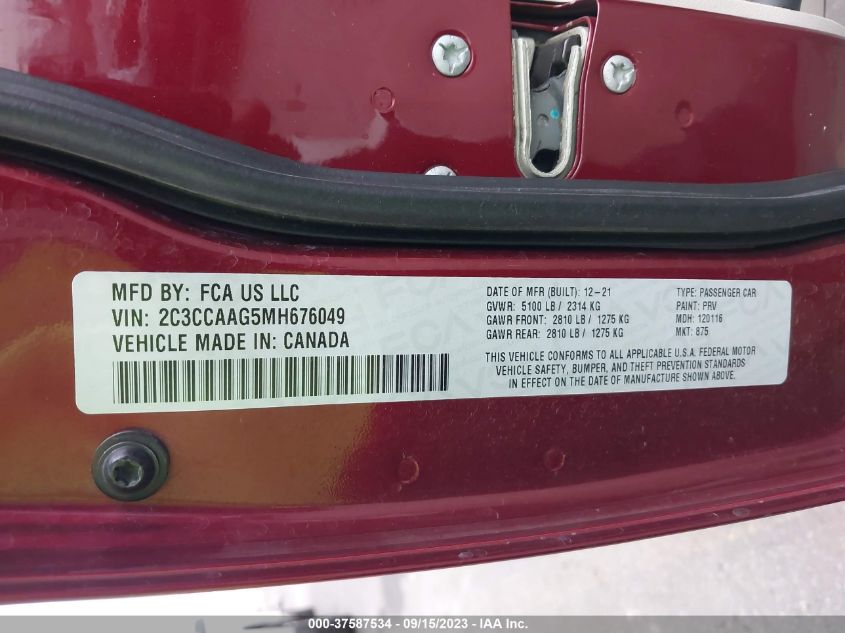 MFD BY: FCA US LLC
VIN: 2C3CCAAG5MH676049
VEHICLE MADE IN: CANADA
DATE OF MFR (BUILT): 12-21
GVWR: 5100 LB / 2314 KG
GAWR FRONT: 2810 LB / 1275 KG
GAWR REAR: 2810 LB / 1275 KG
TYPE: PASSENGER CAR
PAINT: PRV
MDH: 120116
MKT: 875
THIS VEHICLE CONFORMS TO ALL APPLICABLE U.S.A. FEDERAL MOTOR
VEHICLE SAFETY, BUMPER, AND THEFT PREVENTION STANDARDS
IN EFFECT ON THE DATE OF MANUFACTURE SHOWN ABOVE.
000-37587534 - 09/15/2023 - IAAI.com